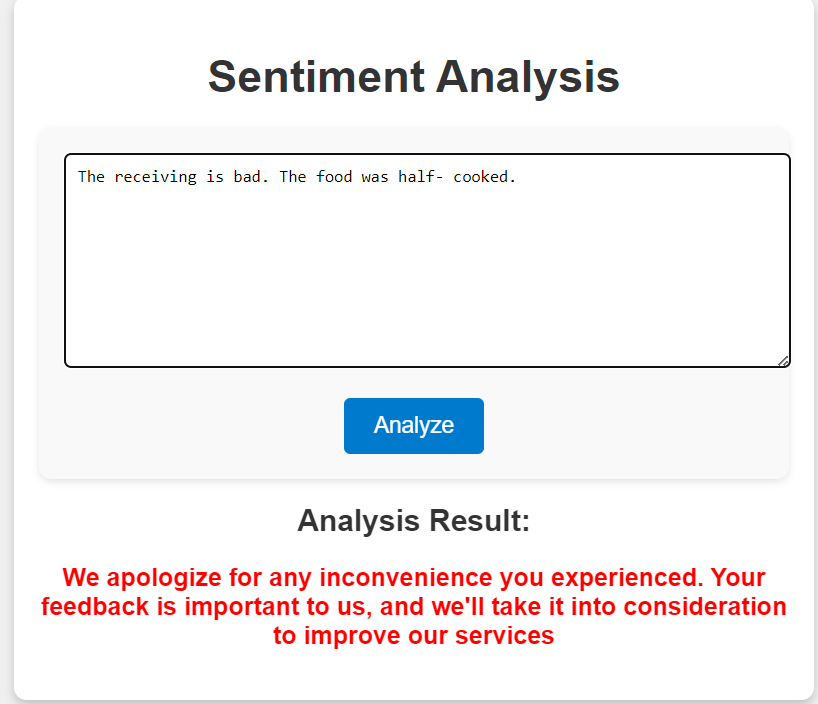 Sentiment Analysis
The receiving is bad. The food was half- cooked.
Analyze
Analysis Result:
We apologize for any inconvenience you experienced. Your
feedback is important to us, and we'll take it into consideration
to improve our services